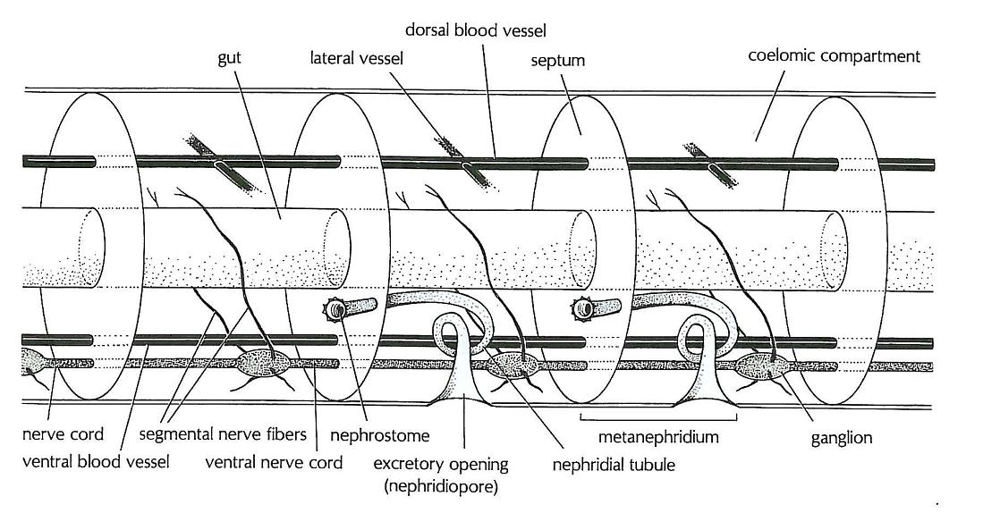 dorsal blood vessel
gut
lateral vessel
septum
coelomic compartment
nerve cord
segmental nerve fibers
nephrostome
metanephridium
ganglion
ventral blood vessel
ventral nerve cord
excretory opening
(nephridiopore)
nephridial tubule